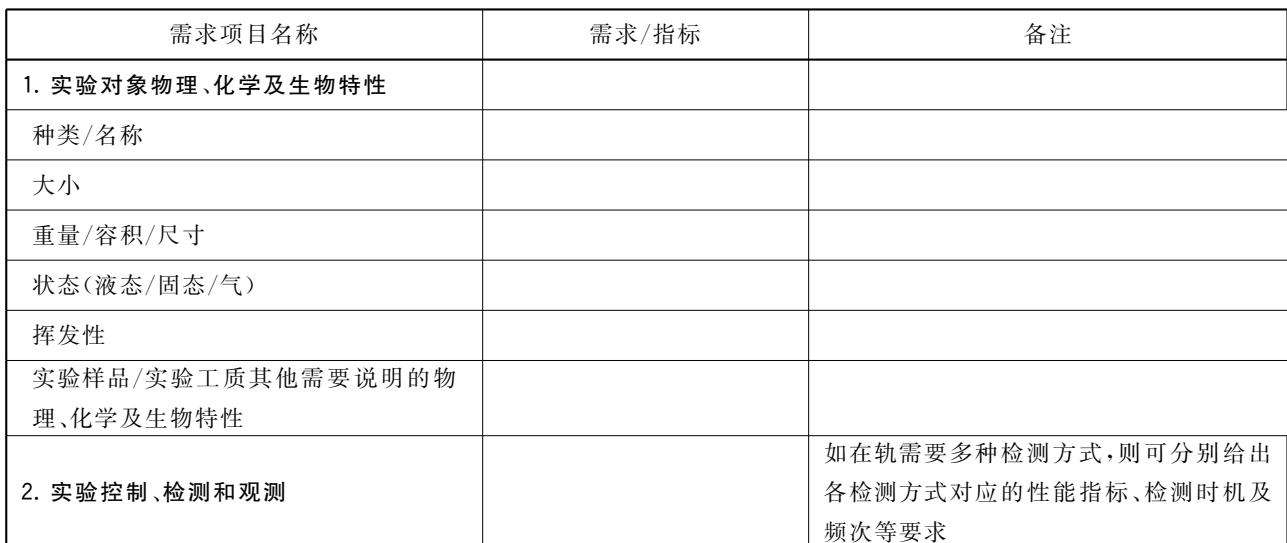 需求项目名称 需求/指标 备注
1. 实验对象物理、化学及生物特性
种类/名称
大小
重量/容积/尺寸
状态(液态/固态/气)
挥发性
实验样品/实验工质其他需要说明的物
理、化学及生物特性
2. 实验控制、检测和观测
如在轨需要多种检测方式,则可分别给出
各检测方式对应的性能指标、检测时机及
频次等要求